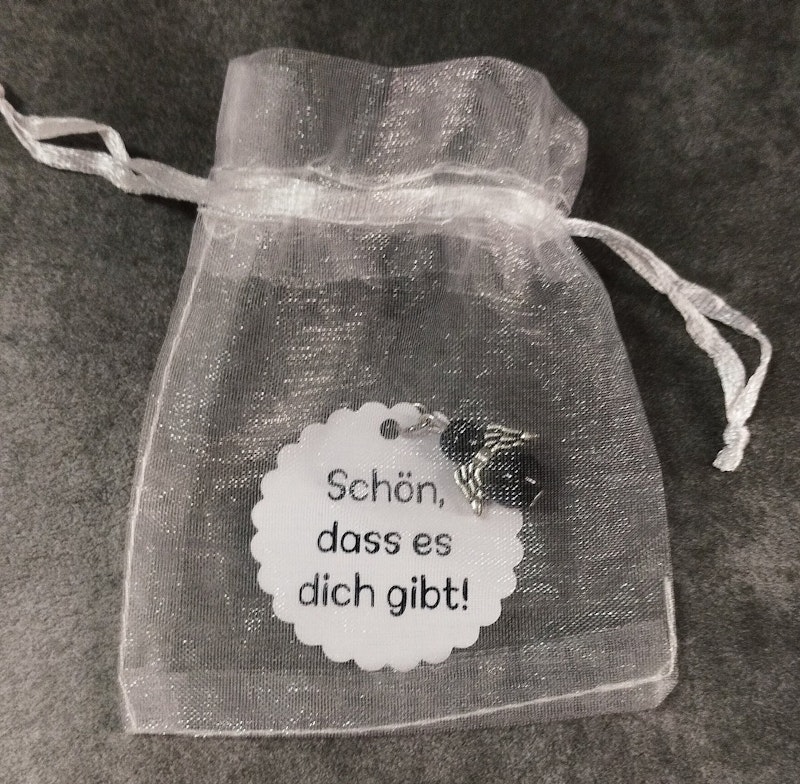 Schön,
dass es
dich gibt!